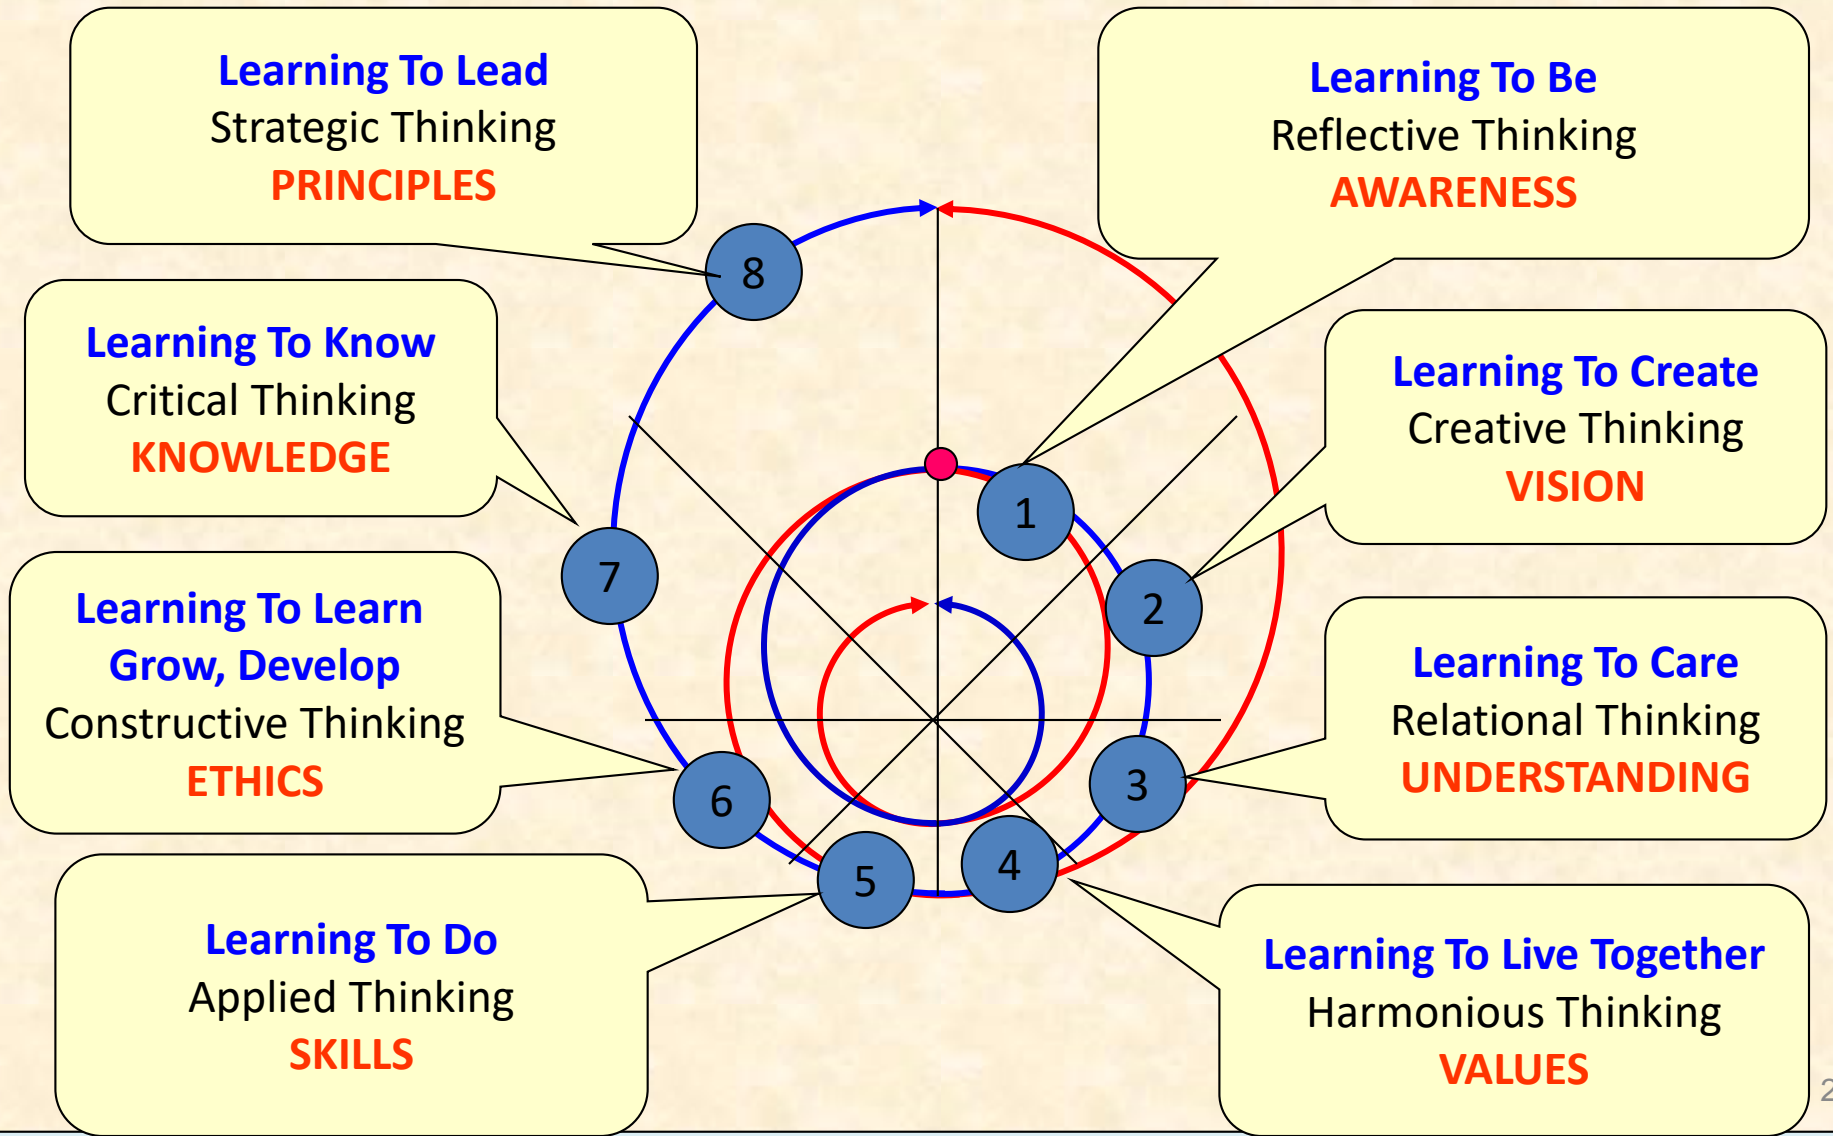 Learning To Lead
Strategic Thinking
PRINCIPLES
Learning To Be
Reflective Thinking
AWARENESS
8
Learning To Know
Critical Thinking
KNOWLEDGE
Learning To Create
Creative Thinking
VISION
1
7
2
Learning To Learn
Grow, Develop
Constructive Thinking
ETHICS
Learning To Care
Relational Thinking
UNDERSTANDING
3
6
4
5
Learning To Do
Applied Thinking
SKILLS
Learning To Live Together
Harmonious Thinking
VALUES